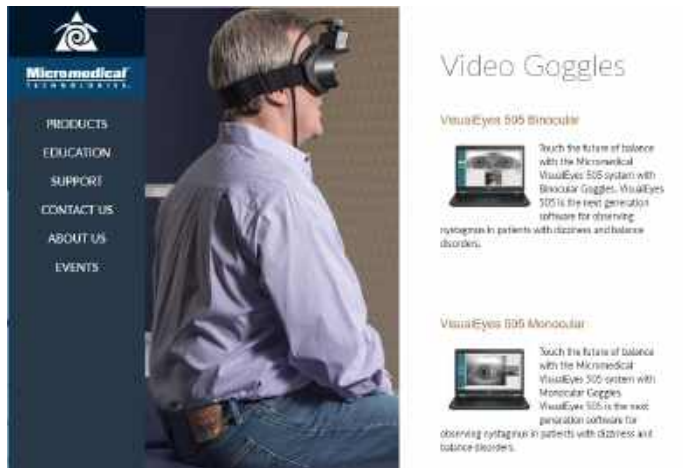 Micromedical
TECHNOLOGIES
PRODUCTS
EDUCATION
SUPPORT
CONTACT US
ABOUT US
EVENTS
Video Goggles
VisualEyes 505 Binocular
Touch the future of balance
with the Micromedical
VisualEyes 505 system with
Binocular Goggles. VisualEyes
505 is the next generation
software for observing
nystagmus in patients with dizziness and balance
disorders.
VisualEyes 505 Monocular
Touch the future of balance
with the Micromedical
VisualEyes 505 system with
Monocular Goggles.
VisualEyes 505 is the next
generation software for
observing nystagmus in patients with dizziness and
balance disorders.